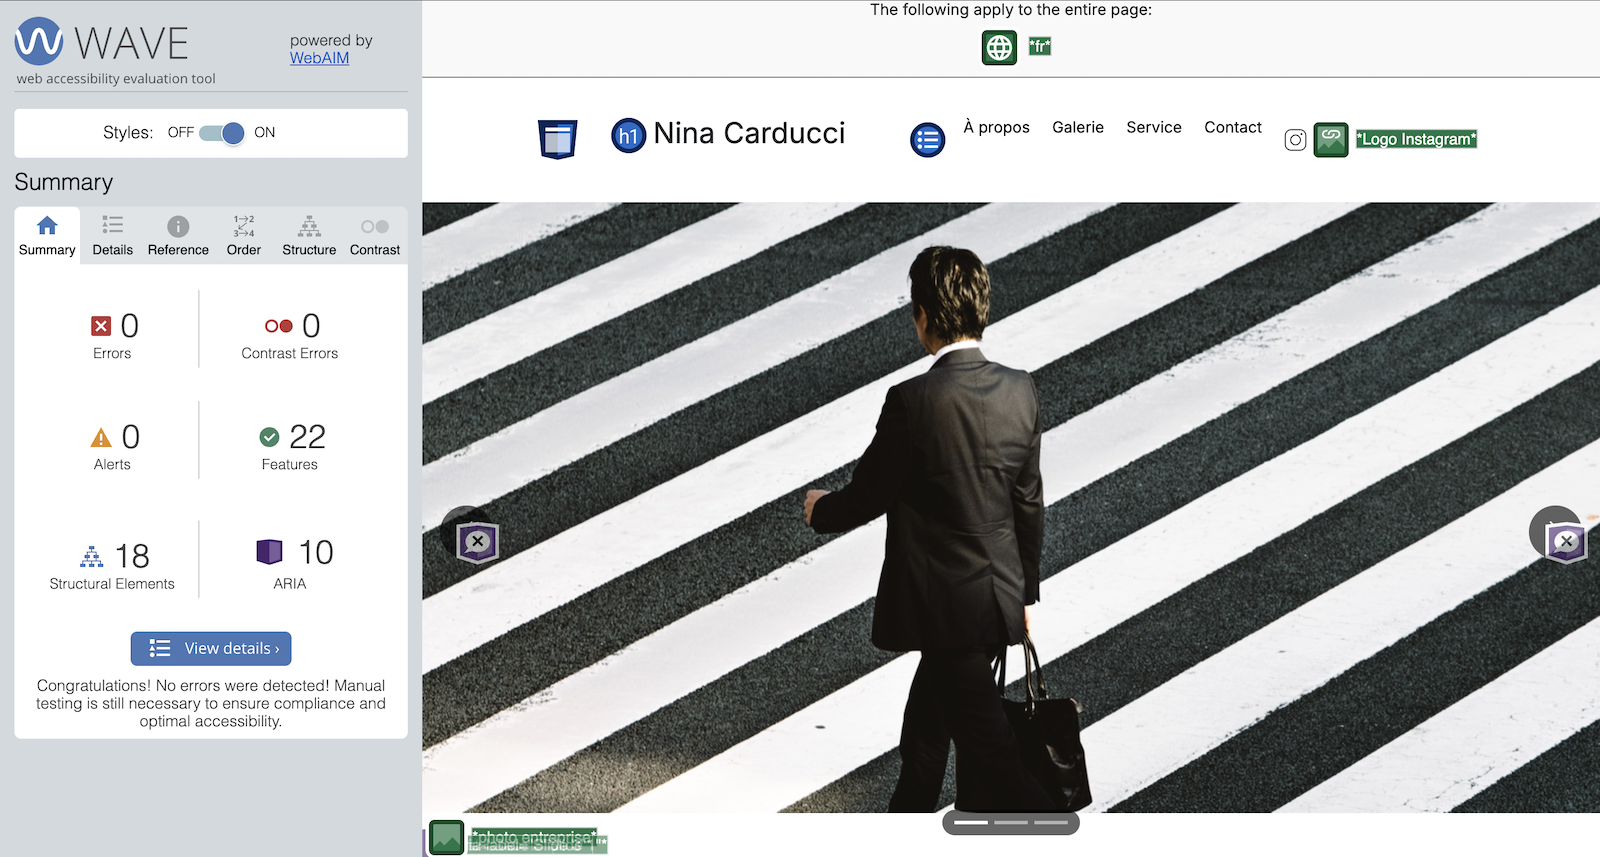 WAVE
powered by
WebAIM
web accessibility evaluation tool
Styles: OFF ON
Summary
Summary Details Reference Order Structure Contrast
0 Errors
0 Contrast Errors
0 Alerts
22 Features
18 Structural Elements
10 ARIA
View details ›
Congratulations! No errors were detected! Manual
testing is still necessary to ensure compliance and
optimal accessibility.
The following apply to the entire page:
*fr*
h1 Nina Carducci
À propos Galerie Service Contact
*Logo Instagram*
*photo entreprise*